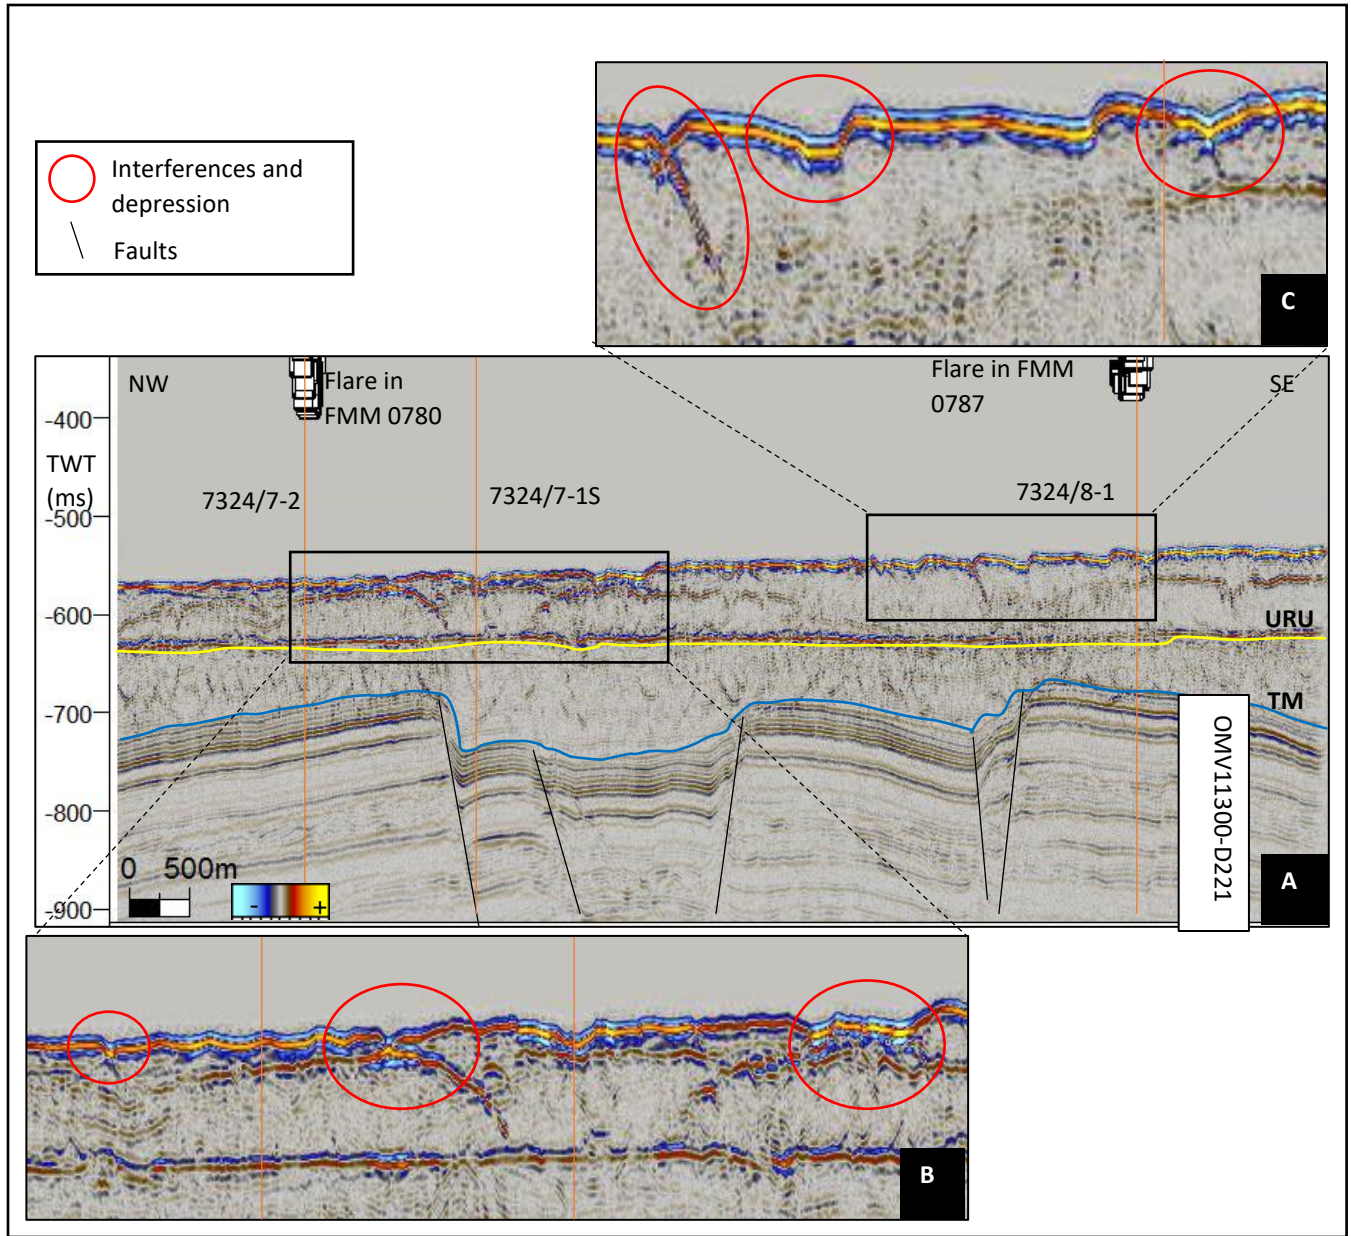 Interferences and
depression
Faults
C
NW
Flare in
FMM 0780
Flare in FMM
0787
SE
-400
TWT
(ms)
-500
7324/7-2
7324/7-1S
7324/8-1
-600
URU
-700
TM
OMV11300-D221
-800
0 500m
- +
A
-900
B